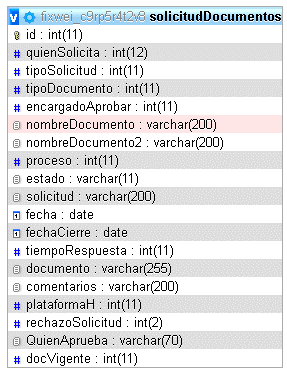 v fixwei_c9rp5r4t2v8 solicitudDocumentos
id : int(11)
# quienSolicita : int(12)
# tipoSolicitud : int(11)
# tipoDocumento : int(11)
# encargadoAprobar : int(11)
nombreDocumento : varchar(200)
nombreDocumento2 : varchar(200)
# proceso : int(11)
estado : varchar(11)
solicitud : varchar(200)
fecha : date
fechaCierre : date
# tiempoRespuesta : int(11)
documento : varchar(255)
comentarios : varchar(200)
# plataformaH : int(11)
# rechazoSolicitud : int(2)
QuienAprueba : varchar(70)
# docVigente : int(11)